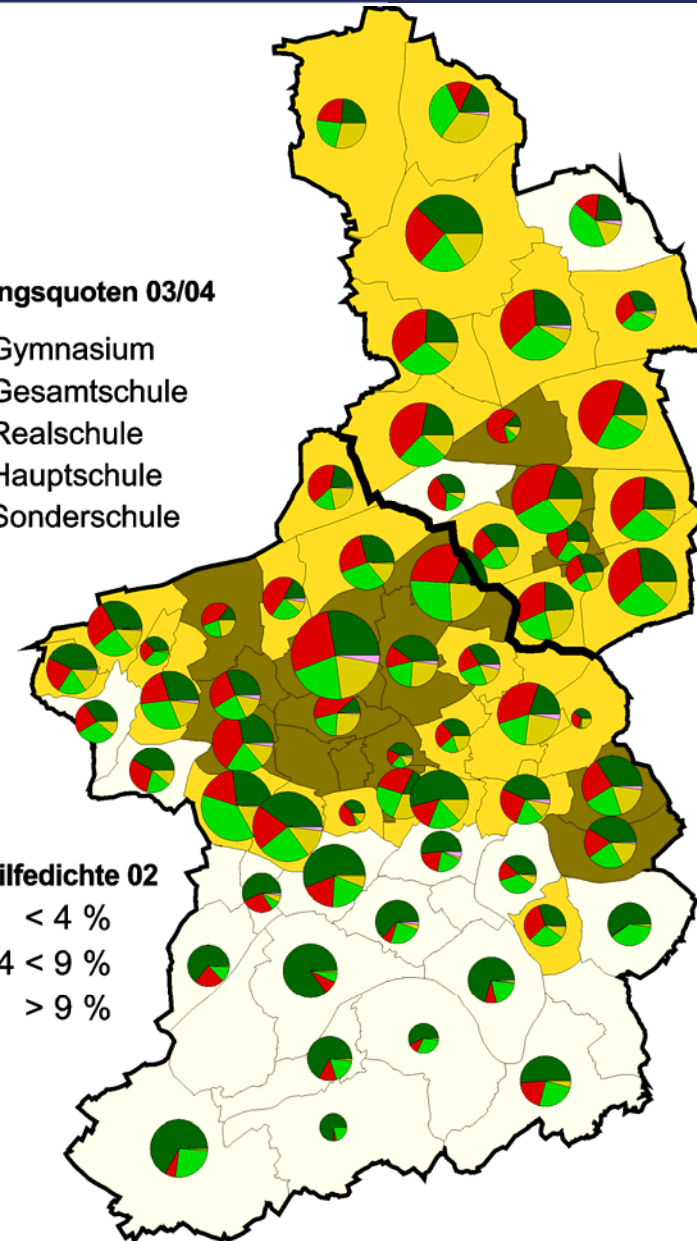 ngsquoten 03/04
Gymnasium
Gesamtschule
Realschule
Hauptschule
Sonderschule
ilfedichte 02
< 4 %
4 < 9 %
> 9 %